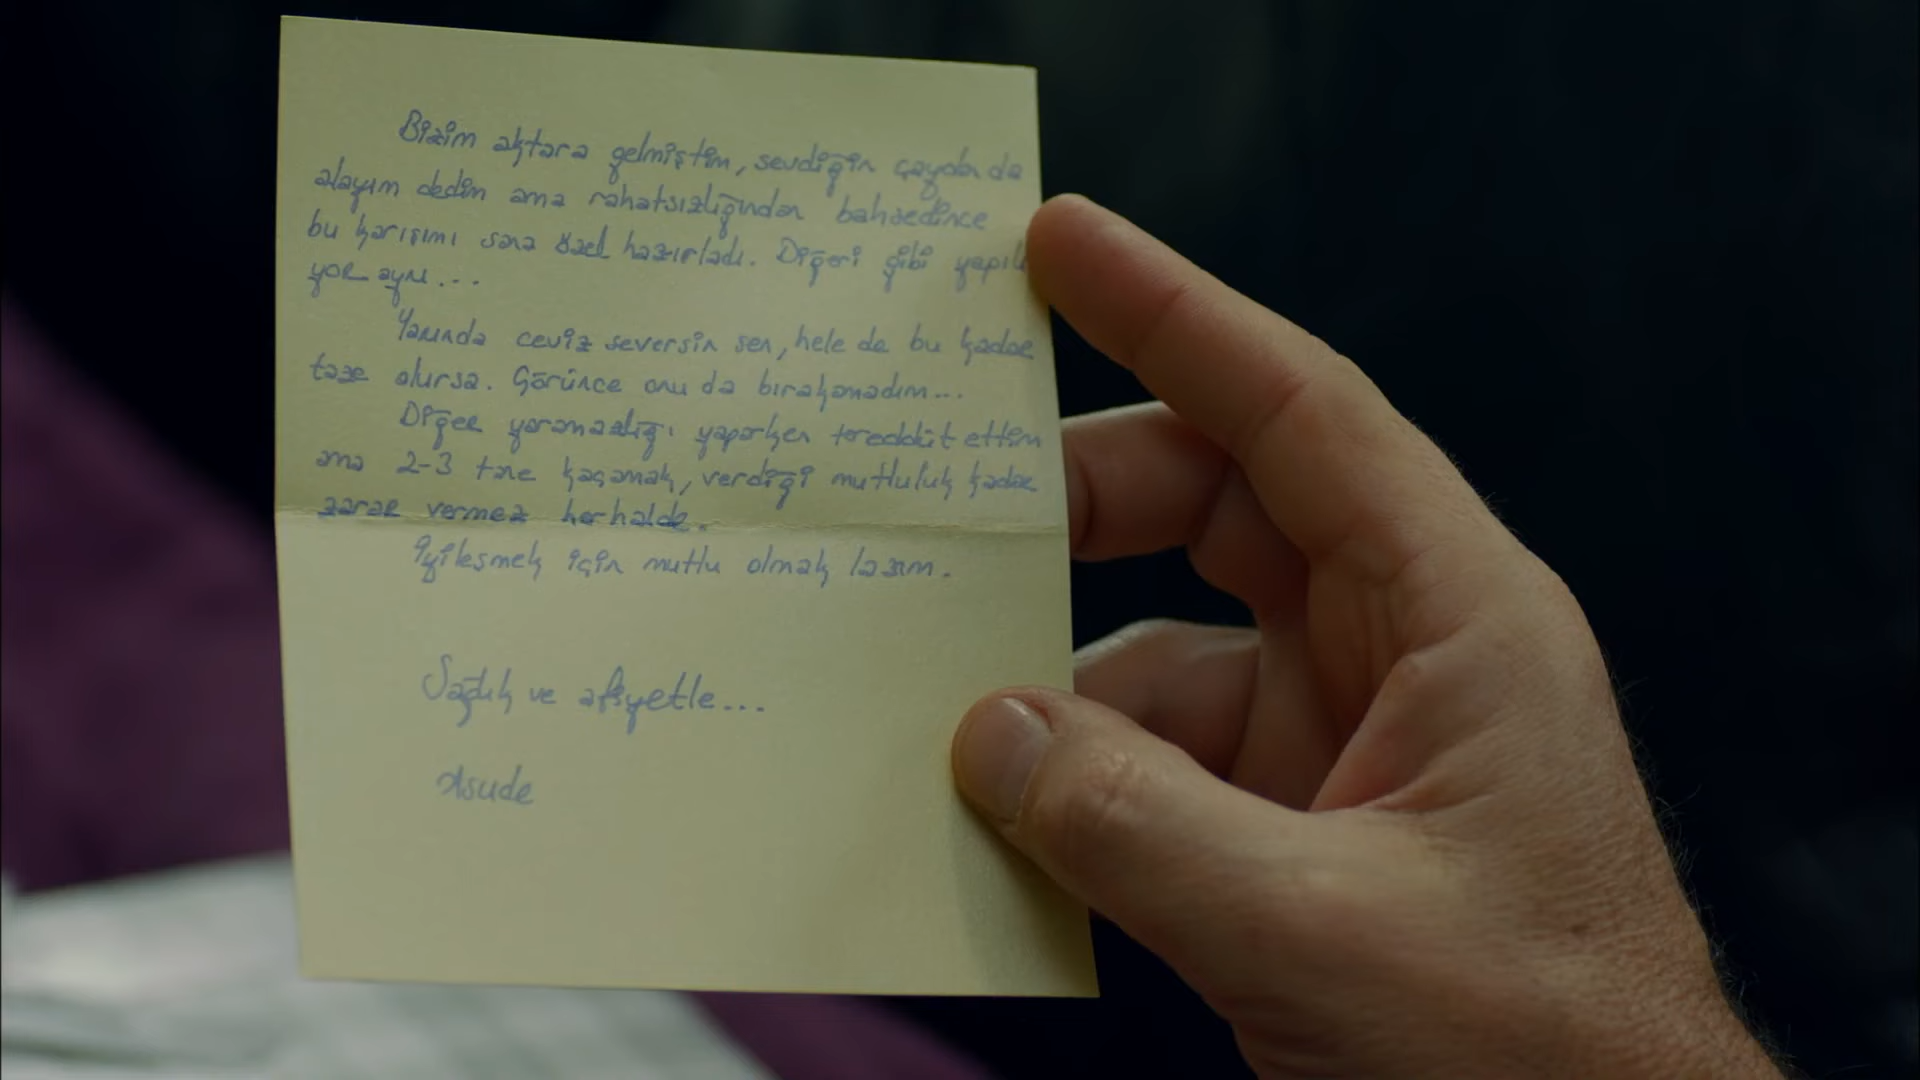 Bizim aktara gelmiştim, sevdiğin çaydan da
alayım dedim ama rahatsızlığından bahsedince
bu karışımı sana özel hazırladı. Diğeri gibi yapılı
yor aynı...
Yanında ceviz seversin sen, hele de bu kadar
taze olursa. Görünce onu da bırakamadım...
Diğer yaramazlığı yaparken tereddüt ettim
ama 2-3 tane kaçamak, verdiği mutluluk kadar
zarar vermez herhalde.
İyileşmek için mutlu olmak lazım.
Sağlık ve afiyetle...
Asude